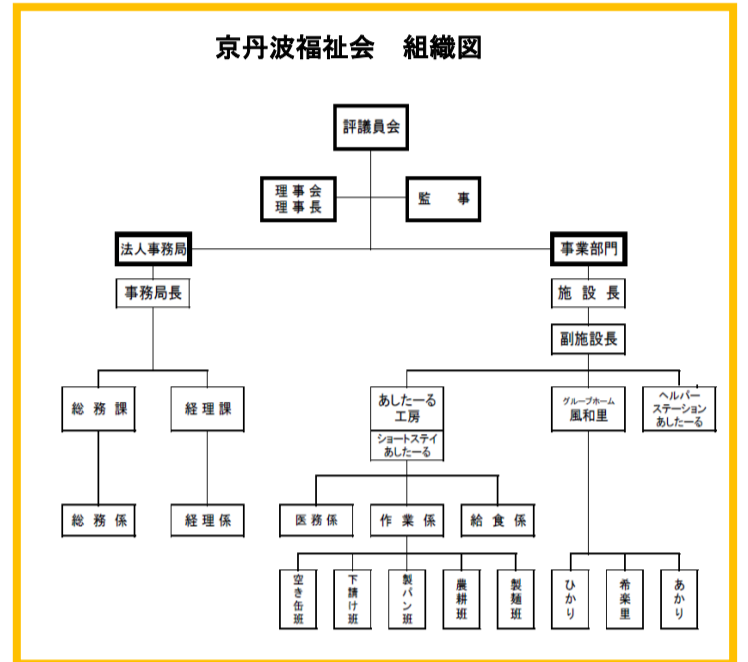 京丹波福祉会　組織図
評議員会
理事会
理事長
監　事
法人事務局
事業部門
事務局長
施設長
副施設長
総務課
経理課
あしたーる
工房
ショートステイ
あしたーる
グループホーム
風和里
ヘルパー
ステーション
あしたーる
総務係
経理係
医務係
作業係
給食係
空き缶班
下請け班
製パン班
農耕班
製麺班
ひかり
希楽里
あかり